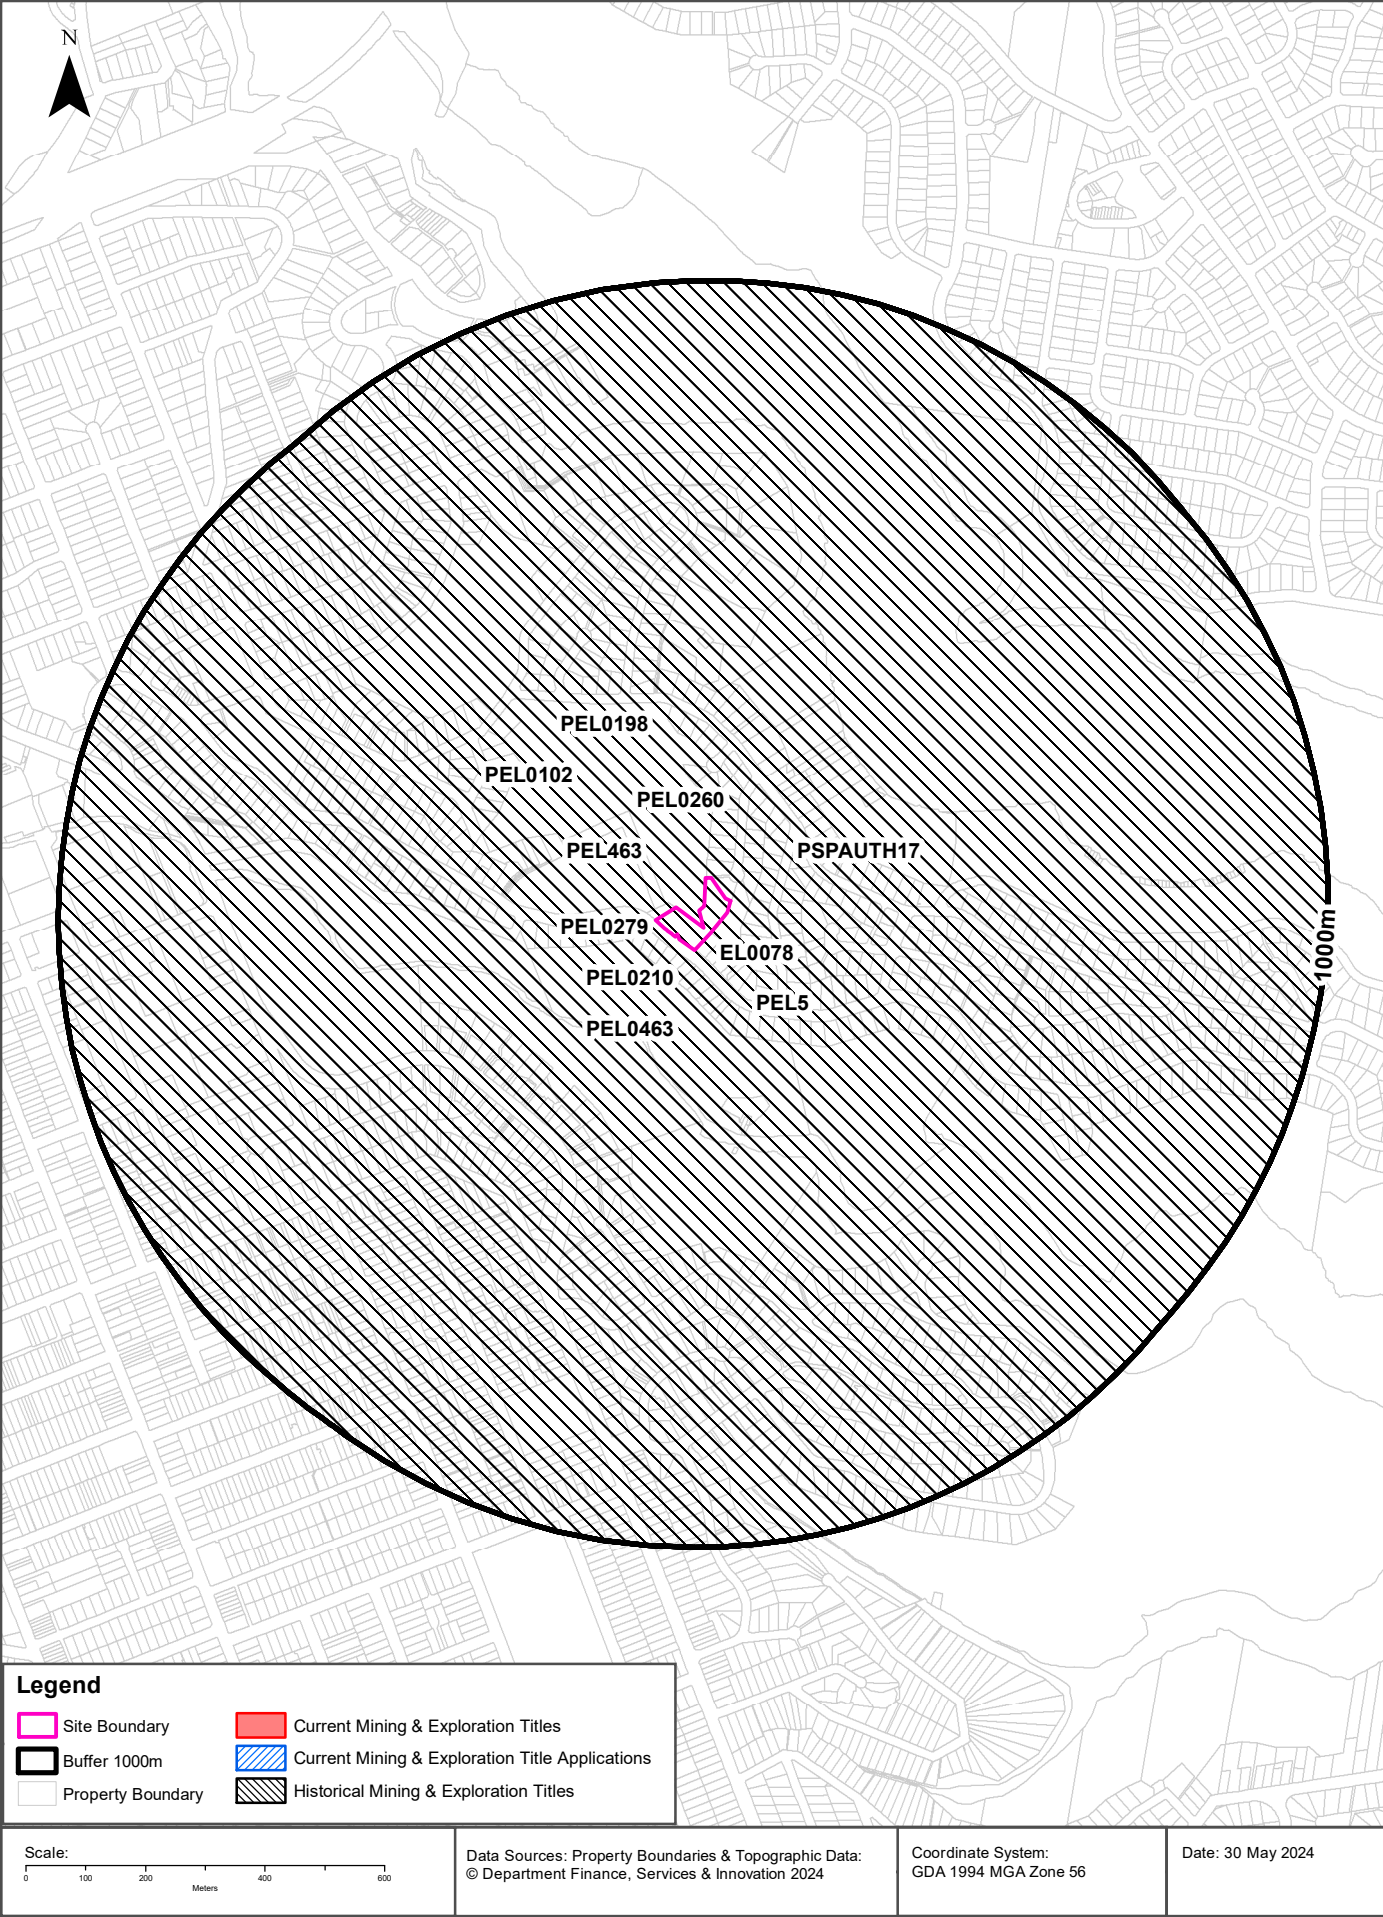 N
PEL0198
PEL0102
PEL0260
PEL463
PSPAUTH17
PEL0279
EL0078
PEL0210
PEL5
PEL0463
1000m
Legend
Site Boundary
Buffer 1000m
Property Boundary
Current Mining & Exploration Titles
Current Mining & Exploration Title Applications
Historical Mining & Exploration Titles
Scale:
0 100 200 400 600
Meters
Data Sources: Property Boundaries & Topographic Data:
© Department Finance, Services & Innovation 2024
Coordinate System:
GDA 1994 MGA Zone 56
Date: 30 May 2024